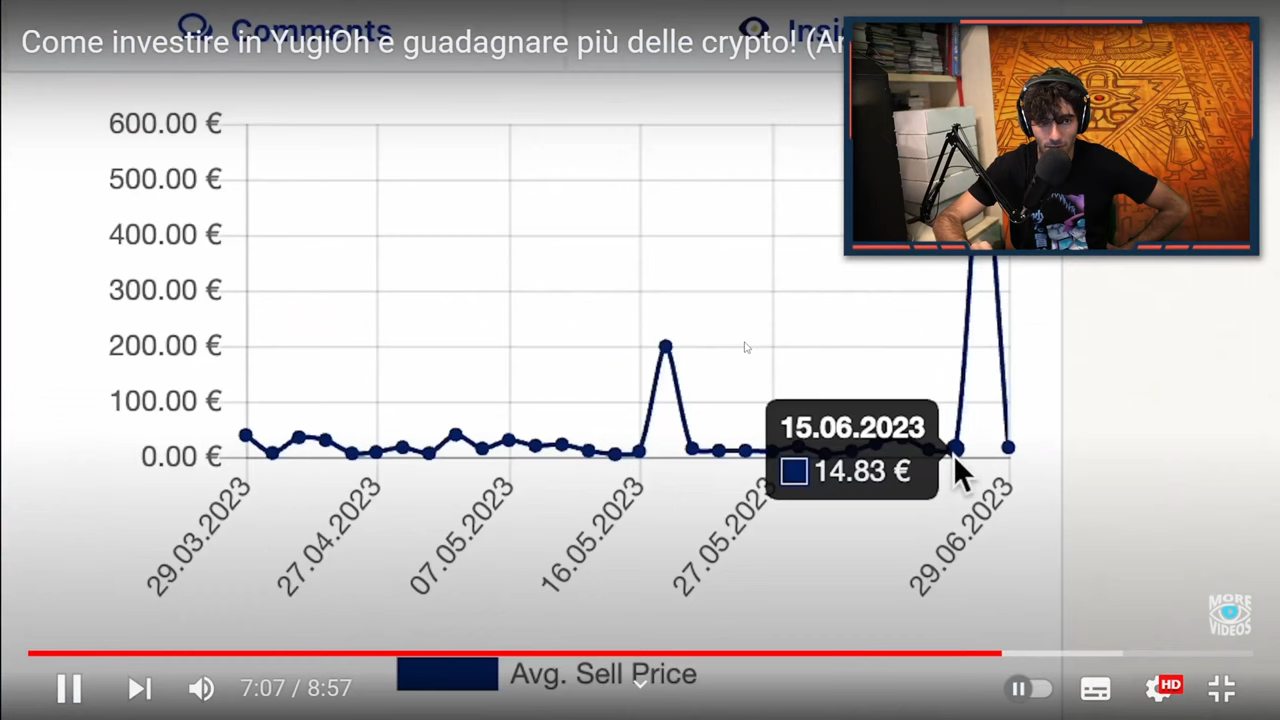 Comments
Come investire in YugiOh e guadagnare più delle crypto! (
600.00 €
500.00 €
400.00 €
300.00 €
200.00 €
100.00 €
0.00 €
15.06.2023
14.83 €
29.03.2023
27.04.2023
07.05.2023
16.05.2023
27.05.2023
29.06.2023
MORE
VIDEOS
Avg. Sell Price
7:07 / 8:57
HD